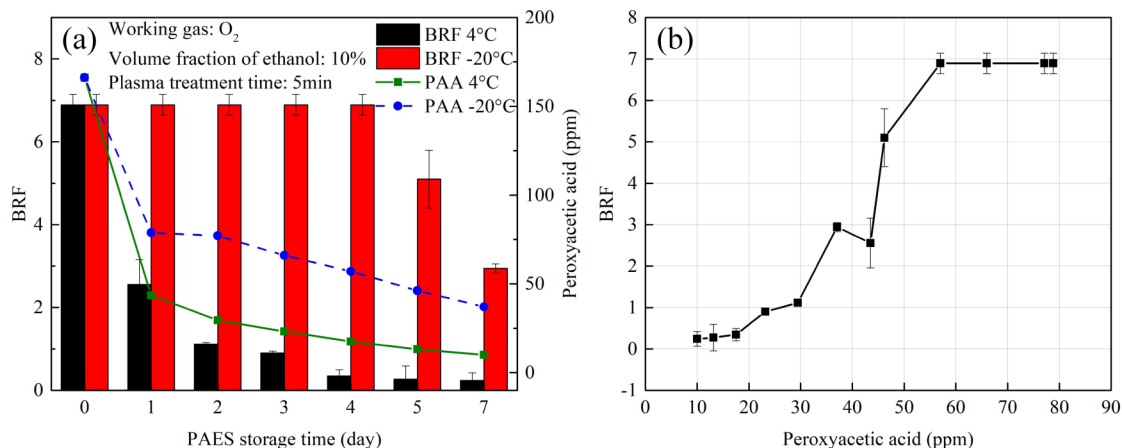 (a)
Working gas: O₂
Volume fraction of ethanol: 10%
Plasma treatment time: 5min
BRF 4°C
BRF -20°C
PAA 4°C
PAA -20°C
BRF
8
6
4
2
0
0 1 2 3 4 5 7
PAES storage time (day)
200
150
100
50
0
Peroxyacetic acid (ppm)
(b)
BRF
8
7
6
5
4
3
2
1
0
-1
0 10 20 30 40 50 60 70 80 90
Peroxyacetic acid (ppm)